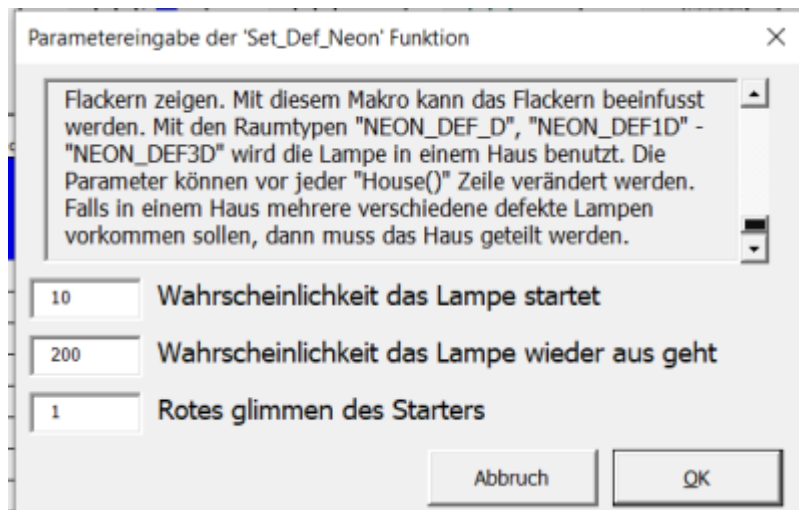 Parametereingabe der 'Set_Def_Neon' Funktion
Flackern zeigen. Mit diesem Makro kann das Flackern beeinfusst
werden. Mit den Raumtypen "NEON_DEF_D", "NEON_DEF1D" -
"NEON_DEF3D" wird die Lampe in einem Haus benutzt. Die
Parameter können vor jeder "House()" Zeile verändert werden.
Falls in einem Haus mehrere verschiedene defekte Lampen
vorkommen sollen, dann muss das Haus geteilt werden.
10 Wahrscheinlichkeit das Lampe startet
200 Wahrscheinlichkeit das Lampe wieder aus geht
1 Rotes glimmen des Starters
Abbruch OK